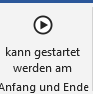 kann gestartet
werden am
Anfang und Ende